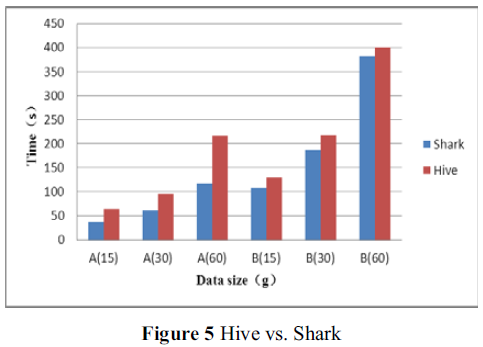 450
400
350
300
250
200
150
100
50
0
Time（s）
A(15) A(30) A(60) B(15) B(30) B(60)
Data size（g）
Shark
Hive
Figure 5 Hive vs. Shark